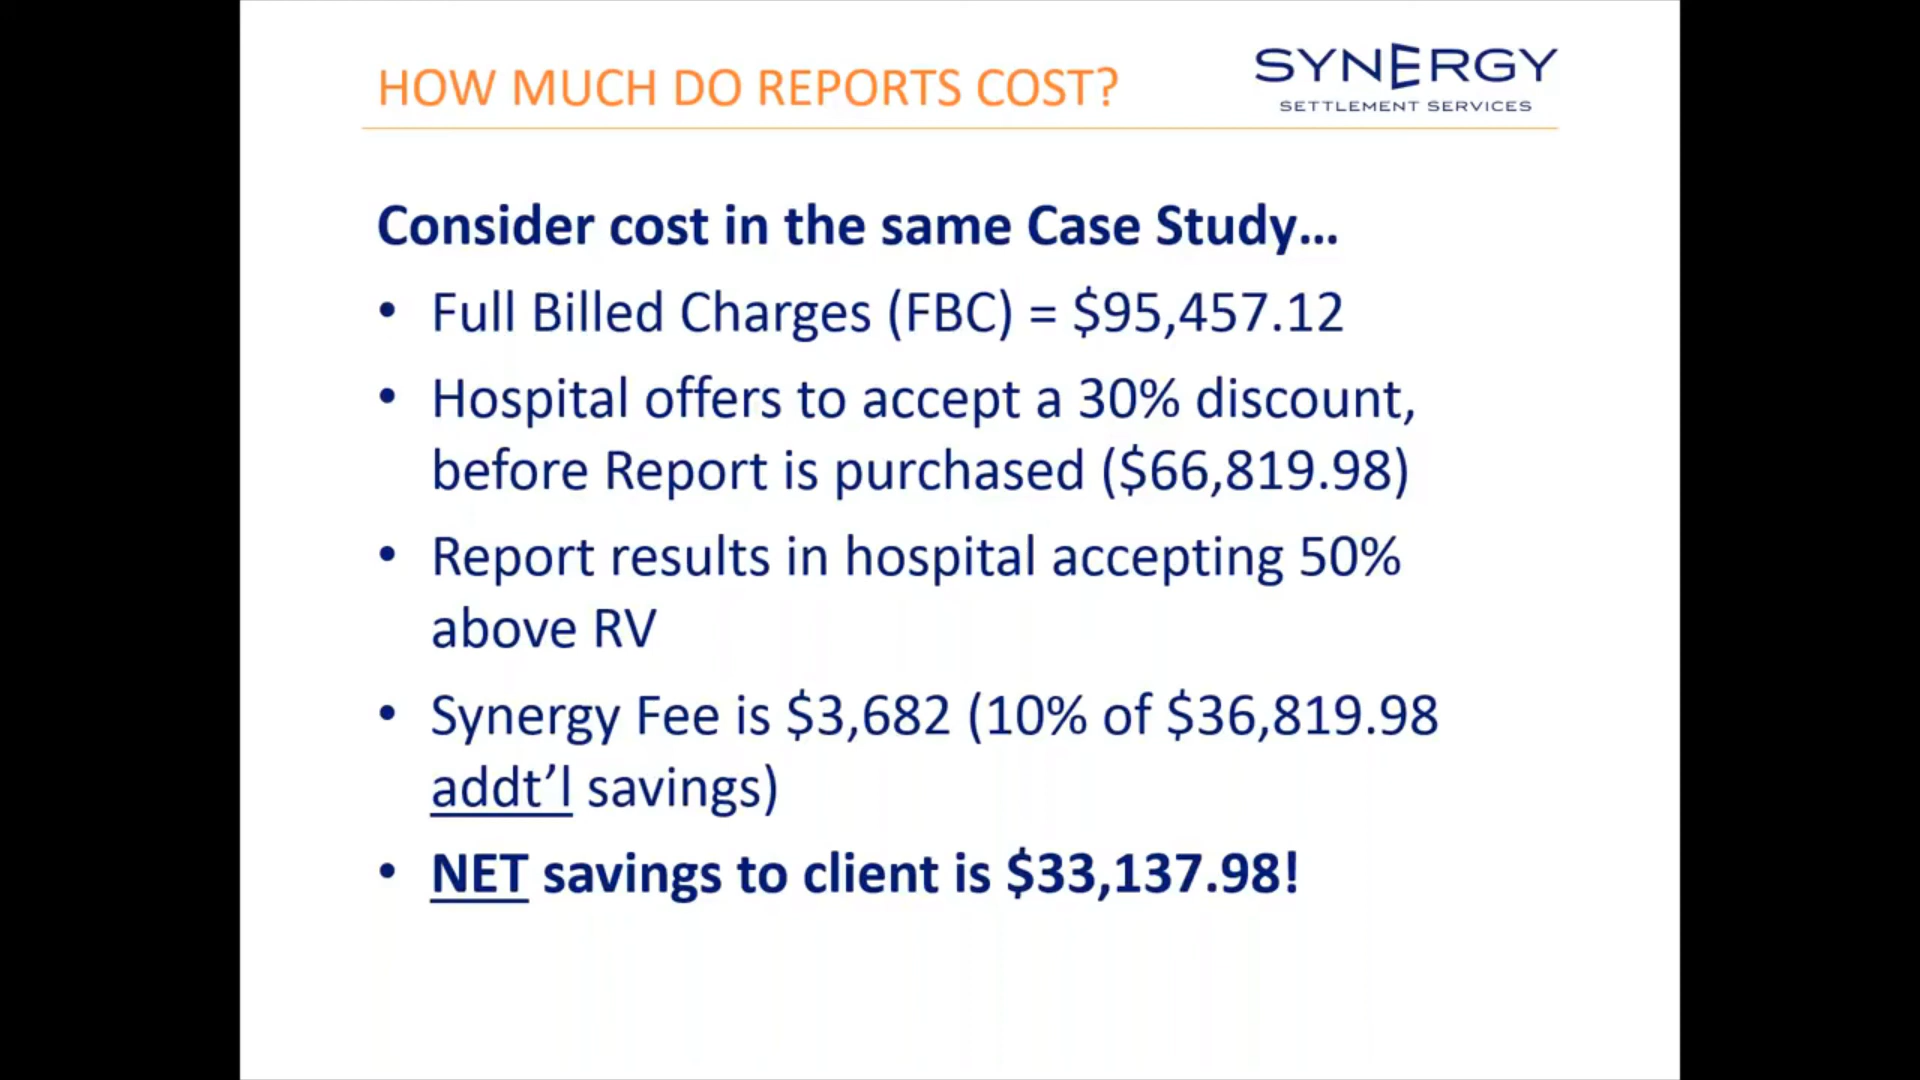 HOW MUCH DO REPORTS COST?
SYNERGY
SETTLEMENT SERVICES
Consider cost in the same Case Study...
• Full Billed Charges (FBC) = $95,457.12
• Hospital offers to accept a 30% discount,
before Report is purchased ($66,819.98)
• Report results in hospital accepting 50%
above RV
• Synergy Fee is $3,682 (10% of $36,819.98
addt’l savings)
• NET savings to client is $33,137.98!